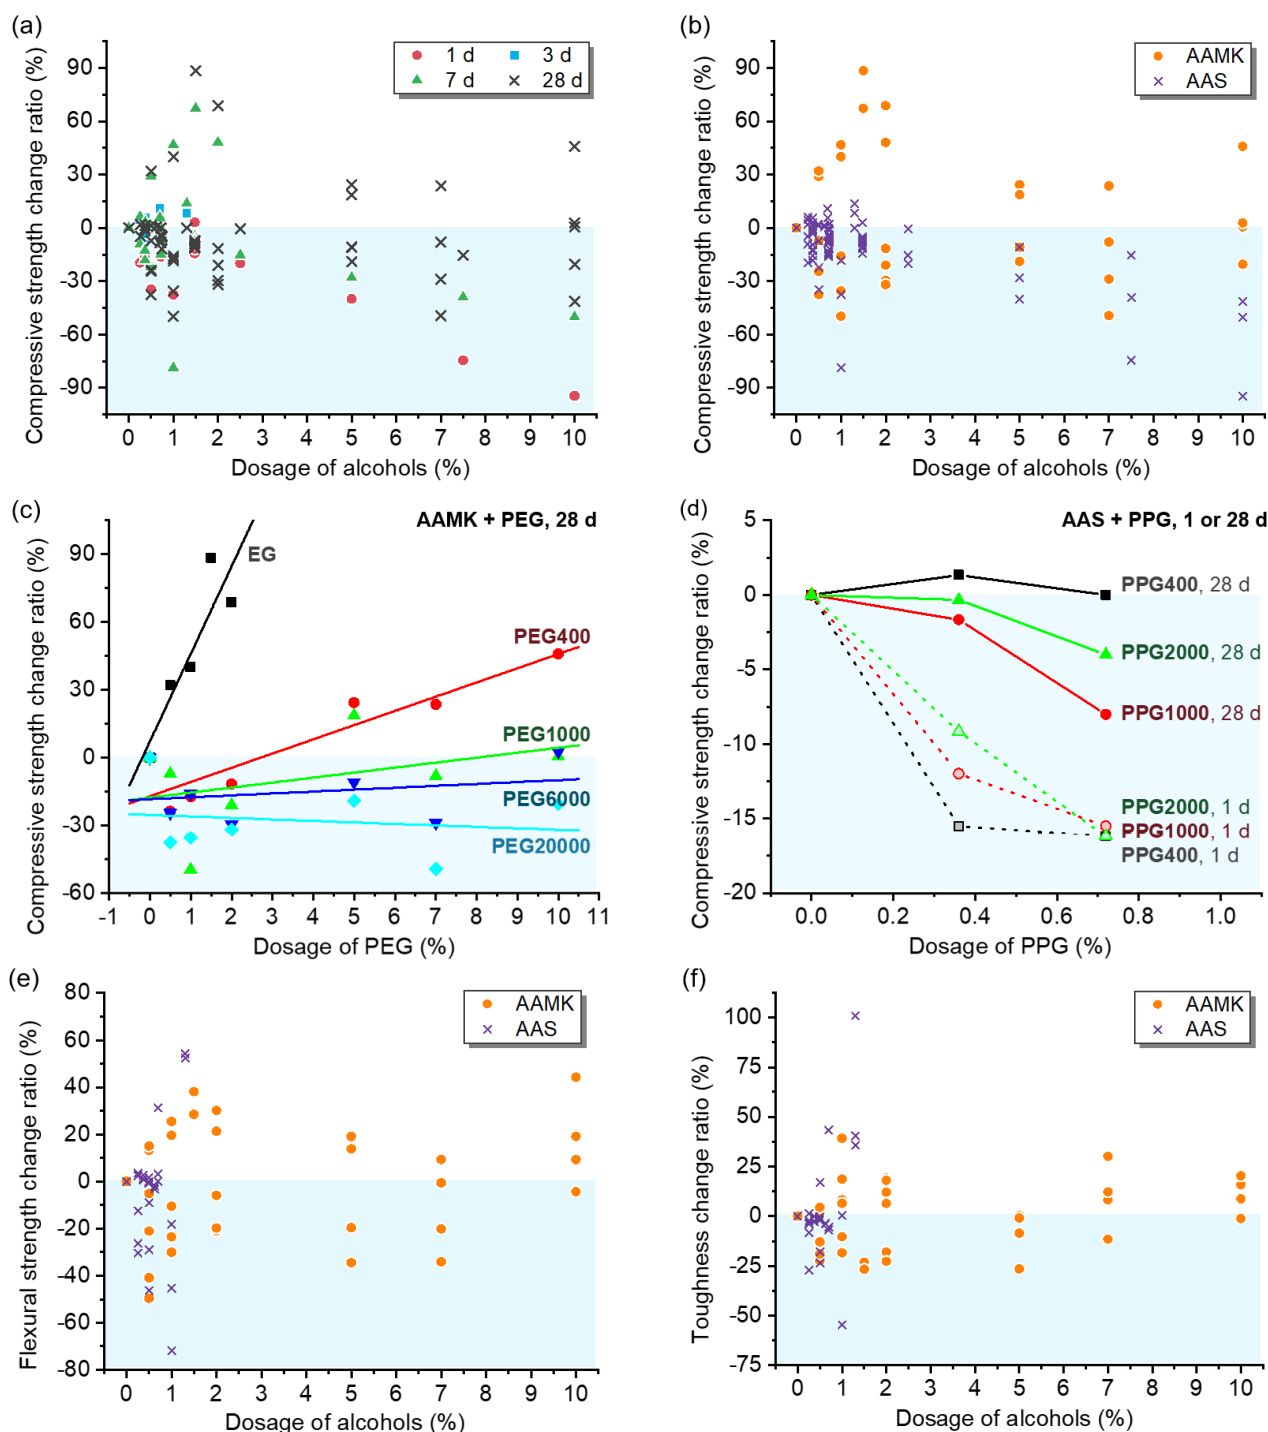 (a)
Compressive strength change ratio (%)
90
60
30
0
-30
-60
-90
1 d
3 d
7 d
28 d
0 1 2 3 4 5 6 7 8 9 10
Dosage of alcohols (%)
(b)
Compressive strength change ratio (%)
90
60
30
0
-30
-60
-90
AAMK
AAS
0 1 2 3 4 5 6 7 8 9 10
Dosage of alcohols (%)
(c)
Compressive strength change ratio (%)
90
60
30
0
-30
-60
AAMK + PEG, 28 d
EG
PEG400
PEG1000
PEG6000
PEG20000
-1 0 1 2 3 4 5 6 7 8 9 10 11
Dosage of PEG (%)
(d)
Compressive strength change ratio (%)
5
0
-5
-10
-15
-20
AAS + PPG, 1 or 28 d
PPG400, 28 d
PPG2000, 28 d
PPG1000, 28 d
PPG2000, 1 d
PPG1000, 1 d
PPG400, 1 d
0.0 0.2 0.4 0.6 0.8 1.0
Dosage of PPG (%)
(e)
Flexural strength change ratio (%)
80
60
40
20
0
-20
-40
-60
-80
AAMK
AAS
0 1 2 3 4 5 6 7 8 9 10
Dosage of alcohols (%)
(f)
Toughness change ratio (%)
100
75
50
25
0
-25
-50
-75
AAMK
AAS
0 1 2 3 4 5 6 7 8 9 10
Dosage of alcohols (%)